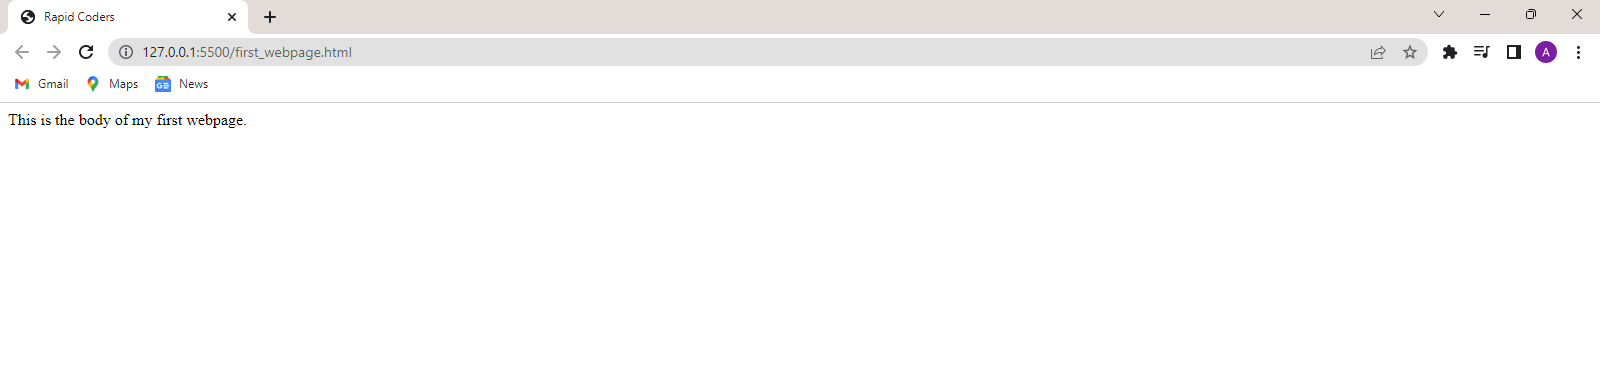 Rapid Coders
127.0.0.1:5500/first_webpage.html
A
Gmail Maps GE News
This is the body of my first webpage.